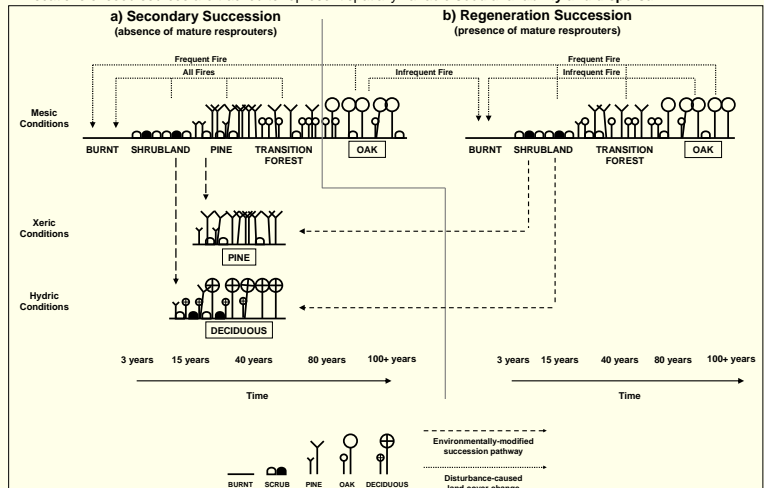 a) Secondary Succession
(absence of mature resprouters)
b) Regeneration Succession
(presence of mature resprouters)
Frequent Fire
All Fires
Infrequent Fire
Frequent Fire
Infrequent Fire
Mesic
Conditions
BURNT SHRUBLAND PINE TRANSITION
FOREST
OAK
BURNT SHRUBLAND TRANSITION
FOREST
OAK
Xeric
Conditions
PINE
Hydric
Conditions
DECIDUOUS
3 years 15 years 40 years 80 years 100+ years
Time
3 years 15 years 40 years 80 years 100+ years
Time
Environmentally-modified
succession pathway
BURNT SCRUB PINE OAK DECIDUOUS
Disturbance-caused